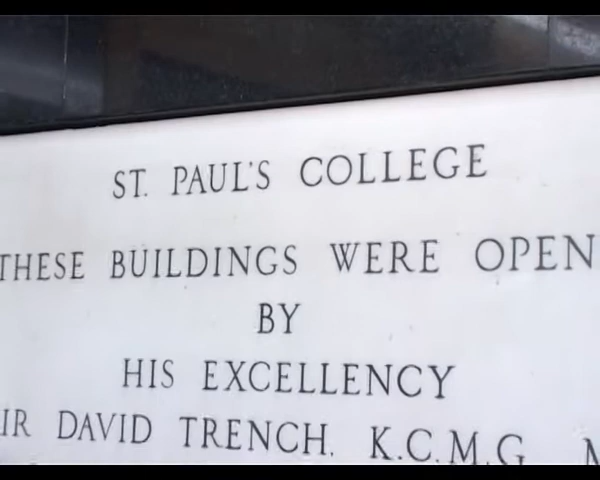 ST. PAUL'S COLLEGE
THESE BUILDINGS WERE OPEN
BY
HIS EXCELLENCY
IR DAVID TRENCH. K.C.M.G